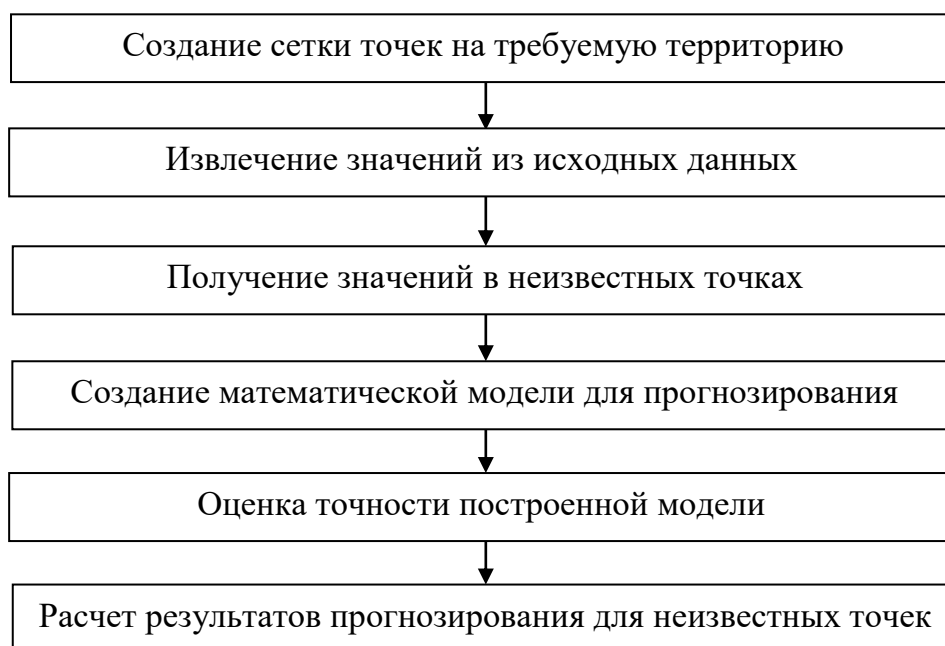 Создание сетки точек на требуемую территорию
Извлечение значений из исходных данных
Получение значений в неизвестных точках
Создание математической модели для прогнозирования
Оценка точности построенной модели
Расчет результатов прогнозирования для неизвестных точек